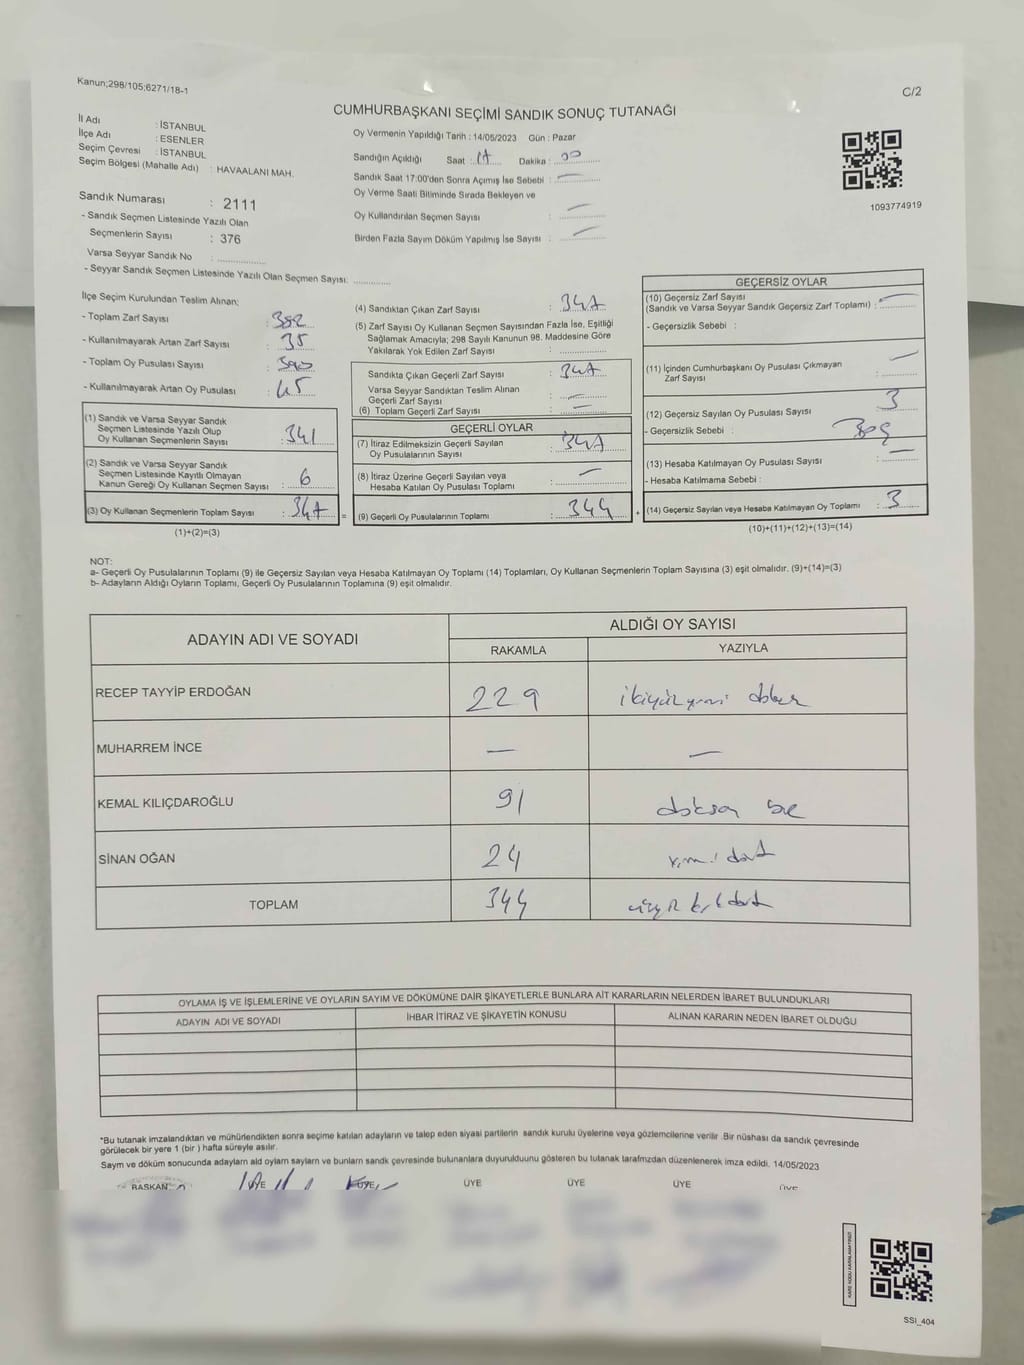 Kanun;298/105;6271/18-1
C/2
CUMHURBAŞKANI SEÇİMİ SANDIK SONUÇ TUTANAĞI
İl Adı : İSTANBUL
İlçe Adı : ESENLER
Seçim Çevresi : İSTANBUL
Seçim Bölgesi (Mahalle Adı) : HAVAALANI MAH.
Sandık Numarası : 2111
- Sandık Seçmen Listesinde Yazılı Olan
Seçmenlerin Sayısı : 376
Varsa Seyyar Sandık No :
- Seyyar Sandık Seçmen Listesinde Yazılı Olan Seçmen Sayısı:
Oy Vermenin Yapıldığı Tarih : 14/05/2023 Gün : Pazar
Sandığın Açıldığı Saat : 17 Dakika : 00
Sandık Saat 17:00'den Sonra Açımış İse Sebebi : —
Oy Verme Saati Bitiminde Sırada Bekleyen ve
Oy Kullandırılan Seçmen Sayısı : —
Birden Fazla Sayım Döküm Yapılmış İse Sayısı : —
1093774919
İlçe Seçim Kurulundan Teslim Alınan;
- Toplam Zarf Sayısı : 382
- Kullanılmayarak Artan Zarf Sayısı : 35
- Toplam Oy Pusulası Sayısı :
- Kullanılmayarak Artan Oy Pusulası : 45
(1) Sandık ve Varsa Seyyar Sandık
Seçmen Listesinde Yazılı Olup
Oy Kullanan Seçmenlerin Sayısı : 341
(2) Sandık ve Varsa Seyyar Sandık
Seçmen Listesinde Kayıtlı Olmayan
Kanun Gereği Oy Kullanan Seçmen Sayısı : 6
(3) Oy Kullanan Seçmenlerin Toplam Sayısı : 347 =
(1)+(2)=(3)
(4) Sandıktan Çıkan Zarf Sayısı : 347
(5) Zarf Sayısı Oy Kullanan Seçmen Sayısından Fazla İse, Eşitliği
Sağlamak Amacıyla; 298 Sayılı Kanunun 98. Maddesine Göre
Yakılarak Yok Edilen Zarf Sayısı :
Sandıkta Çıkan Geçerli Zarf Sayısı : 347
Varsa Seyyar Sandıktan Teslim Alınan
Geçerli Zarf Sayısı : —
(6) Toplam Geçerli Zarf Sayısı : —
GEÇERLİ OYLAR
(7) İtiraz Edilmeksizin Geçerli Sayılan
Oy Pusulalarının Sayısı : 347
(8) İtiraz Üzerine Geçerli Sayılan veya
Hesaba Katılan Oy Pusulası Toplamı : —
(9) Geçerli Oy Pusulalarının Toplamı : 344 +
GEÇERSİZ OYLAR
(10) Geçersiz Zarf Sayısı
(Sandık ve Varsa Seyyar Sandık Geçersiz Zarf Toplamı) : —
- Geçersizlik Sebebi :
(11) İçinden Cumhurbaşkanı Oy Pusulası Çıkmayan
Zarf Sayısı : —
(12) Geçersiz Sayılan Oy Pusulası Sayısı : 3
- Geçersizlik Sebebi : Boş
(13) Hesaba Katılmayan Oy Pusulası Sayısı : —
- Hesaba Katılmama Sebebi :
(14) Geçersiz Sayılan veya Hesaba Katılmayan Oy Toplamı : 3
(10)+(11)+(12)+(13)=(14)
NOT:
a- Geçerli Oy Pusulalarının Toplamı (9) ile Geçersiz Sayılan veya Hesaba Katılmayan Oy Toplamı (14) Toplamları, Oy Kullanan Seçmenlerin Toplam Sayısına (3) eşit olmalıdır. (9)+(14)=(3)
b- Adayların Aldığı Oyların Toplamı, Geçerli Oy Pusulalarının Toplamına (9) eşit olmalıdır.
ADAYIN ADI VE SOYADI
ALDIĞI OY SAYISI
RAKAMLA YAZIYLA
RECEP TAYYİP ERDOĞAN 229 ikiyüzyirmi dokuz
MUHARREM İNCE — —
KEMAL KILIÇDAROĞLU 91 doksan bir
SİNAN OĞAN 24 yirmi dört
TOPLAM 344 üçyüz kırk dört
OYLAMA İŞ VE İŞLEMLERİNE VE OYLARIN SAYIM VE DÖKÜMÜNE DAİR ŞİKAYETLERLE BUNLARA AİT KARARLARIN NELERDEN İBARET BULUNDUKLARI
ADAYIN ADI VE SOYADI İHBAR İTİRAZ VE ŞİKAYETİN KONUSU ALINAN KARARIN NEDEN İBARET OLDUĞU
*Bu tutanak imzalandıktan ve mühürlendikten sonra seçime katılan adayların ve talep eden siyasi partilerin sandık kurulu üyelerine veya gözlemcilerine verilir .Bir nüshası da sandık çevresinde
görülecek bir yere 1 (bir ) hafta süreyle asılır.
Sayım ve döküm sonucunda adayların ald oyların sayların ve bunların sandk çevresinde bulunanlara duyurulduunu gösteren bu tutanak tarafmzdan düzenlenerek imza edildi. 14/05/2023
BAŞKAN ÜYE ÜYE ÜYE ÜYE ÜYE ÜYE
KARE KODU KARALAMAYINIZ!
SSI_404